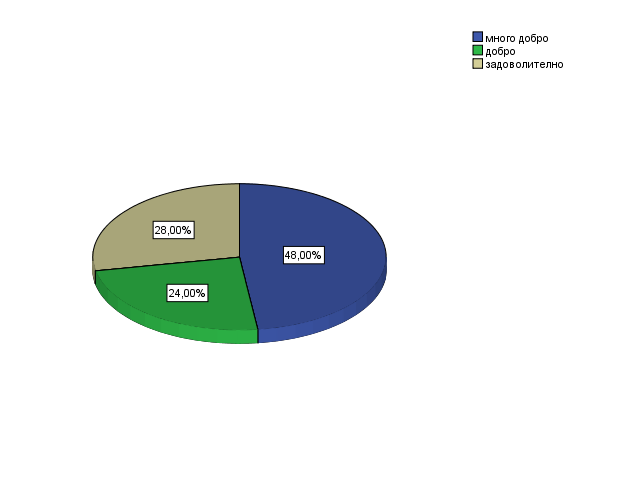 много добро
добро
задоволително
28,00%
48,00%
24,00%